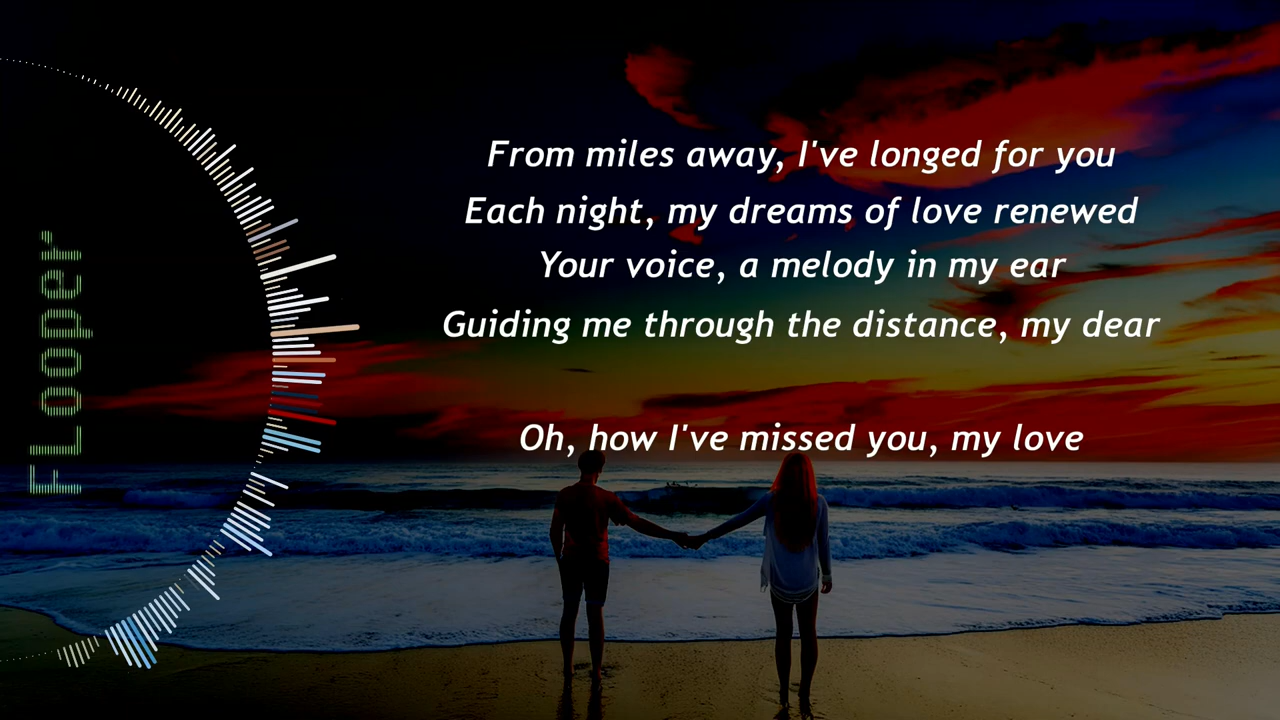 FLooper
From miles away, I've longed for you
Each night, my dreams of love renewed
Your voice, a melody in my ear
Guiding me through the distance, my dear
Oh, how I've missed you, my love